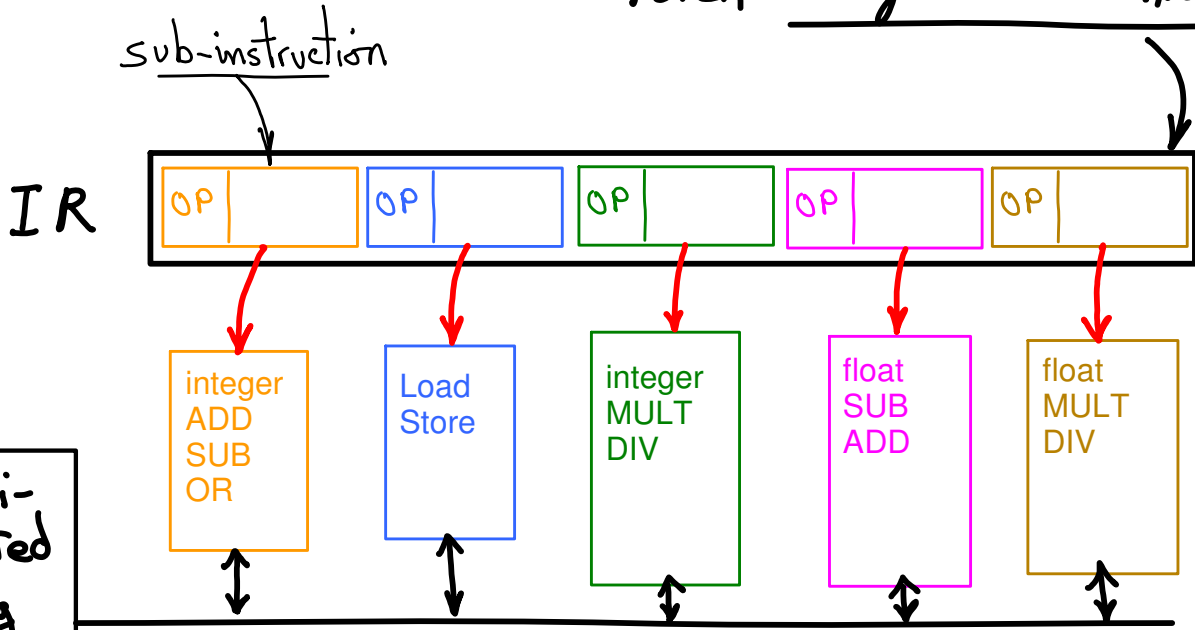 sub-instruction
IR
OP
OP
OP
OP
OP
integer
ADD
SUB
OR
Load
Store
integer
MULT
DIV
float
SUB
ADD
float
MULT
DIV